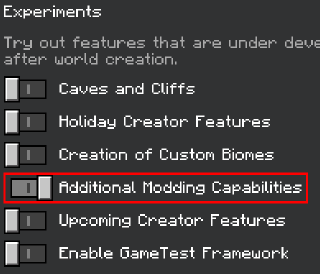 Experiments
Try out features that are under deve
after world creation.
Caves and Cliffs
Holiday Creator Features
Creation of Custom Biomes
Additional Modding Capabilities
Upcoming Creator Features
Enable GameTest Framework